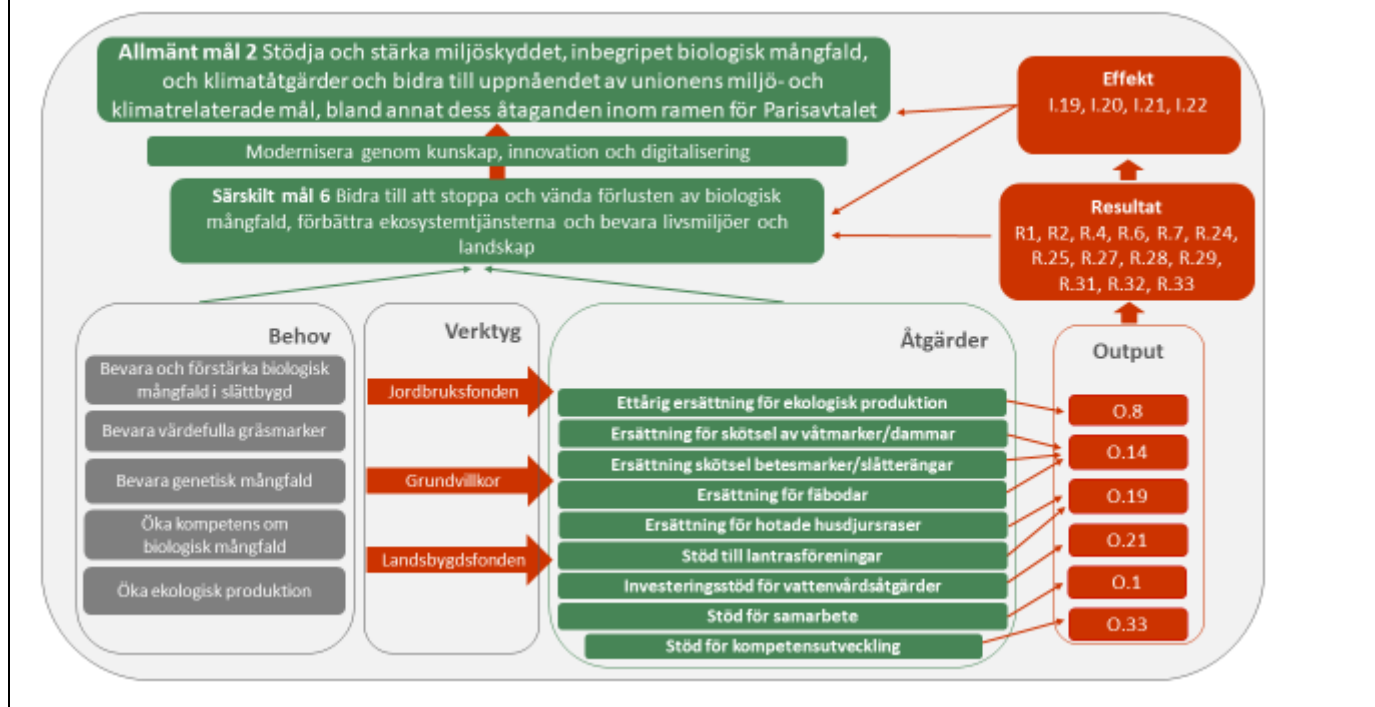 Allmänt mål 2 Stödja och stärka miljöskyddet, inbegripet biologisk mångfald,
och klimatåtgärder och bidra till uppnåendet av unionens miljö- och
klimatrelaterade mål, bland annat dess åtaganden inom ramen för Parisavtalet
Modernisera genom kunskap, innovation och digitalisering
Särskilt mål 6 Bidra till att stoppa och vända förlusten av biologisk
mångfald, förbättra ekosystemtjänsterna och bevara livsmiljöer och
landskap
Effekt
I.19, I.20, I.21, I.22
Resultat
R1, R2, R.4, R.6, R.7, R.24,
R.25, R.27, R.28, R.29,
R.31, R.32, R.33
Behov
Bevara och förstärka biologisk
mångfald i slättbygd
Bevara värdefulla gräsmarker
Bevara genetisk mångfald
Öka kompetens om
biologisk mångfald
Öka ekologisk produktion
Verktyg
Jordbruksfonden
Grundvillkor
Landsbygdsfonden
Åtgärder
Ettårig ersättning för ekologisk produktion
Ersättning för skötsel av våtmarker/dammar
Ersättning skötsel betesmarker/slåtterängar
Ersättning för fäbodar
Ersättning för hotade husdjursraser
Stöd till lantrasföreningar
Investeringsstöd för vattenvårdsåtgärder
Stöd för samarbete
Stöd för kompetensutveckling
Output
O.8
O.14
O.19
O.21
O.1
O.33